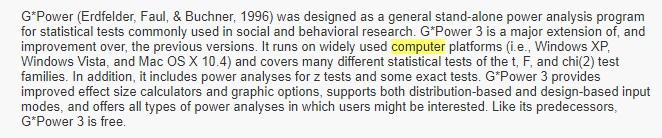 G*Power (Erdfelder, Faul, & Buchner, 1996) was designed as a general stand-alone power analysis program
for statistical tests commonly used in social and behavioral research. G*Power 3 is a major extension of, and
improvement over, the previous versions. It runs on widely used computer platforms (i.e., Windows XP,
Windows Vista, and Mac OS X 10.4) and covers many different statistical tests of the t, F, and chi(2) test
families. In addition, it includes power analyses for z tests and some exact tests. G*Power 3 provides
improved effect size calculators and graphic options, supports both distribution-based and design-based input
modes, and offers all types of power analyses in which users might be interested. Like its predecessors,
G*Power 3 is free.